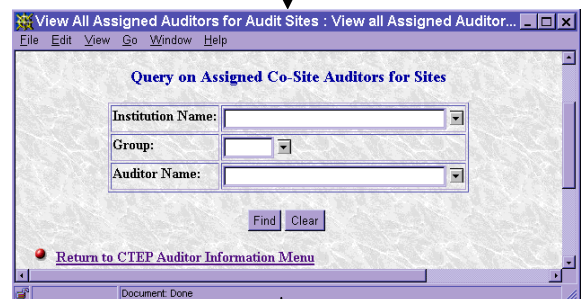 View All Assigned Auditors for Audit Sites : View all Assigned Auditor...
File Edit View Go Window Help
Query on Assigned Co-Site Auditors for Sites
Institution Name:
Group:
Auditor Name:
Find Clear
Return to CTEP Auditor Information Menu
Document: Done